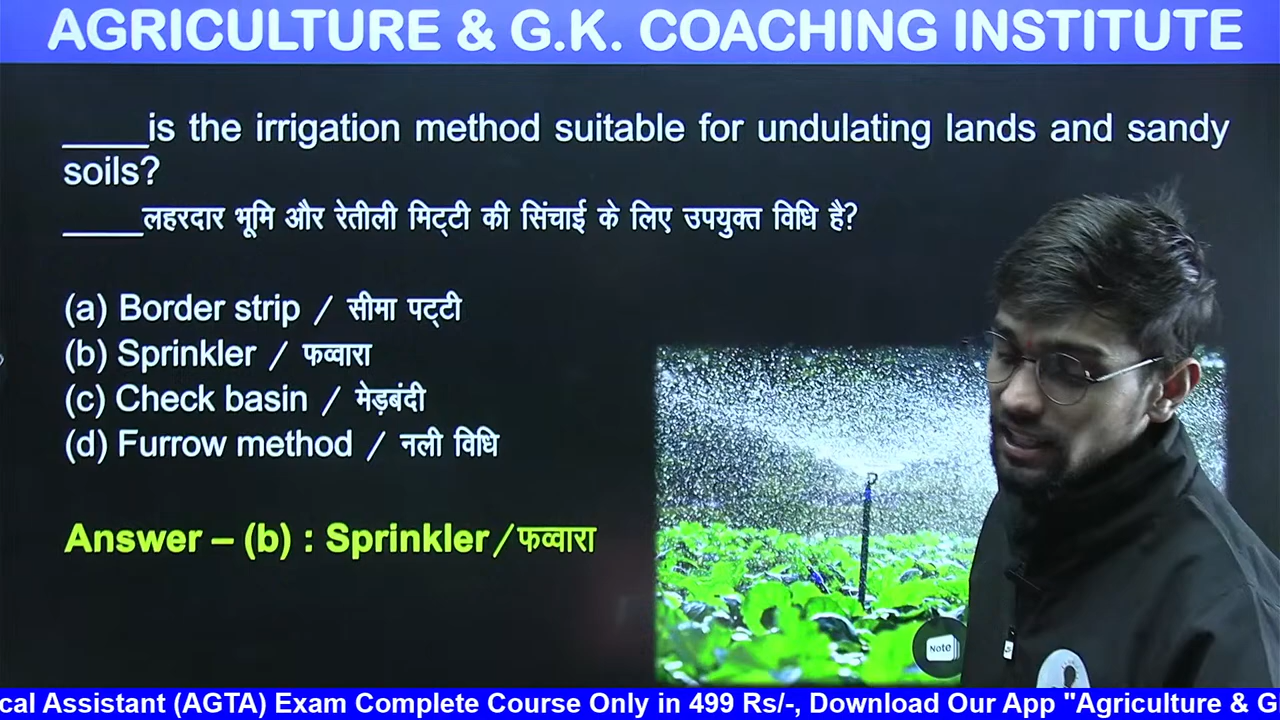 AGRICULTURE & G.K. COACHING INSTITUTE
____is the irrigation method suitable for undulating lands and sandy
soils?
____लहरदार भूमि और रेतीली मिट्टी की सिंचाई के लिए उपयुक्त विधि है?
(a) Border strip / सीमा पट्टी
(b) Sprinkler / फव्वारा
(c) Check basin / मेड़बंदी
(d) Furrow method / नली विधि
Answer – (b) : Sprinkler/फव्वारा
Note
cal Assistant (AGTA) Exam Complete Course Only in 499 Rs/-, Download Our App "Agriculture & G